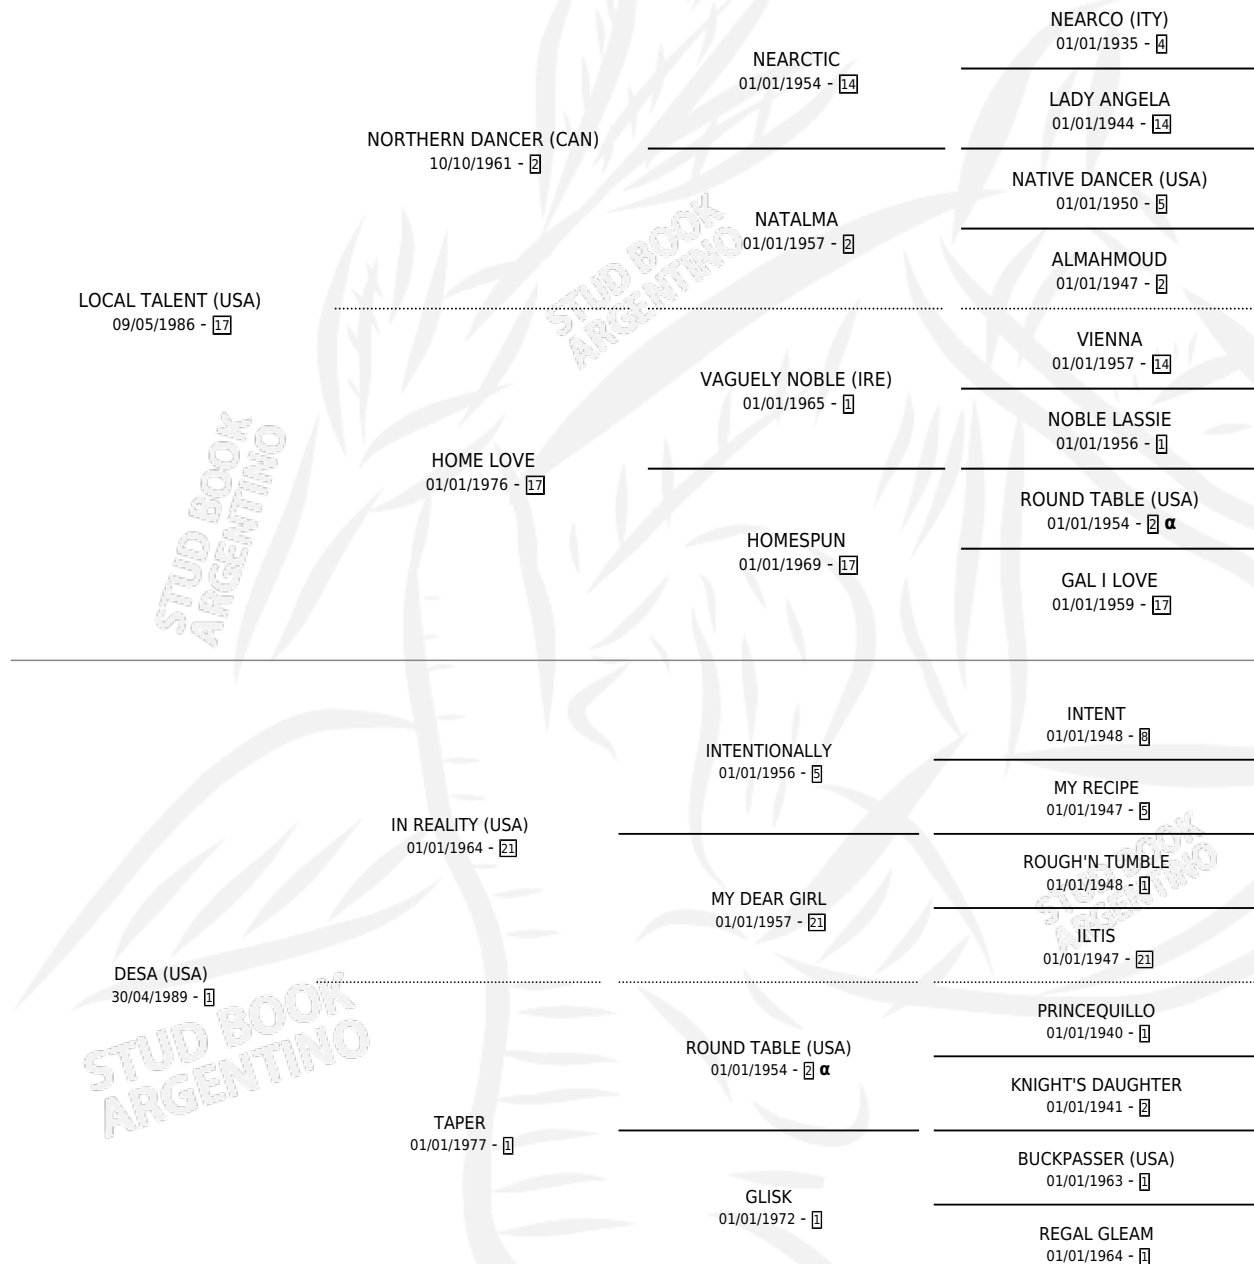 NEARCO (ITY)
01/01/1935 - 4
NEARCTIC
01/01/1954 - 14
LADY ANGELA
01/01/1944 - 14
NORTHERN DANCER (CAN)
10/10/1961 - 2
NATIVE DANCER (USA)
01/01/1950 - 5
NATALMA
01/01/1957 - 2
ALMAHMOUD
01/01/1947 - 2
LOCAL TALENT (USA)
09/05/1986 - 17
VIENNA
01/01/1957 - 14
VAGUELY NOBLE (IRE)
01/01/1965 - 1
NOBLE LASSIE
01/01/1956 - 1
HOME LOVE
01/01/1976 - 17
ROUND TABLE (USA)
01/01/1954 - 2 α
HOMESPUN
01/01/1969 - 17
GAL I LOVE
01/01/1959 - 17
INTENT
01/01/1948 - 8
INTENTIONALLY
01/01/1956 - 5
MY RECIPE
01/01/1947 - 5
IN REALITY (USA)
01/01/1964 - 21
ROUGH'N TUMBLE
01/01/1948 - 1
MY DEAR GIRL
01/01/1957 - 21
ILTIS
01/01/1947 - 21
DESA (USA)
30/04/1989 - 1
PRINCEQUILLO
01/01/1940 - 1
ROUND TABLE (USA)
01/01/1954 - 2 α
KNIGHT'S DAUGHTER
01/01/1941 - 2
TAPER
01/01/1977 - 1
BUCKPASSER (USA)
01/01/1963 - 1
GLISK
01/01/1972 - 1
REGAL GLEAM
01/01/1964 - 1
STUD BOOK
ARGENTINO
STUD BOOK
ARGENTINO
STUD BOOK
ARGENTINO
STUD BOOK
ARGENTINO